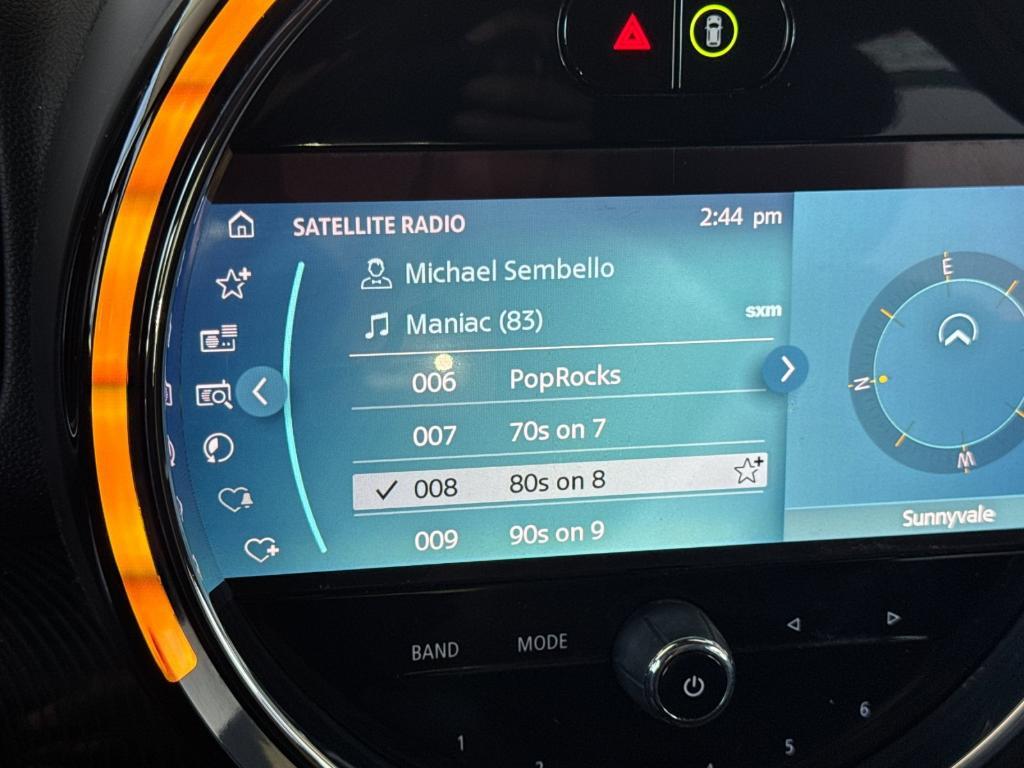 SATELLITE RADIO 2:44 pm
Michael Sembello
Maniac (83)
sxm
006 PopRocks
007 70s on 7
008 80s on 8
009 90s on 9
E
N
W
Sunnyvale
BAND MODE
1
2
5
6